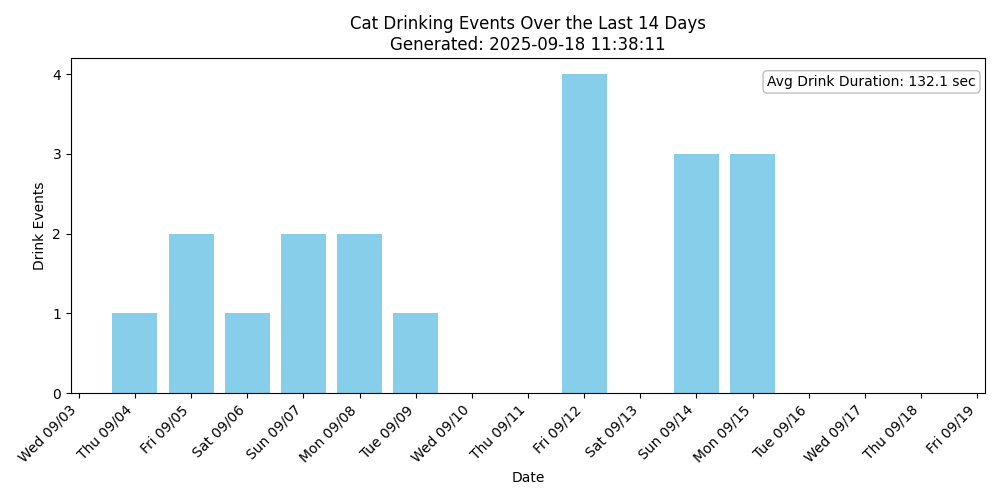 Cat Drinking Events Over the Last 14 Days
Generated: 2025-09-18 11:38:11
Avg Drink Duration: 132.1 sec
Drink Events
4
3
2
1
0
Wed 09/03
Thu 09/04
Fri 09/05
Sat 09/06
Sun 09/07
Mon 09/08
Tue 09/09
Wed 09/10
Thu 09/11
Fri 09/12
Sat 09/13
Sun 09/14
Mon 09/15
Tue 09/16
Wed 09/17
Thu 09/18
Fri 09/19
Date